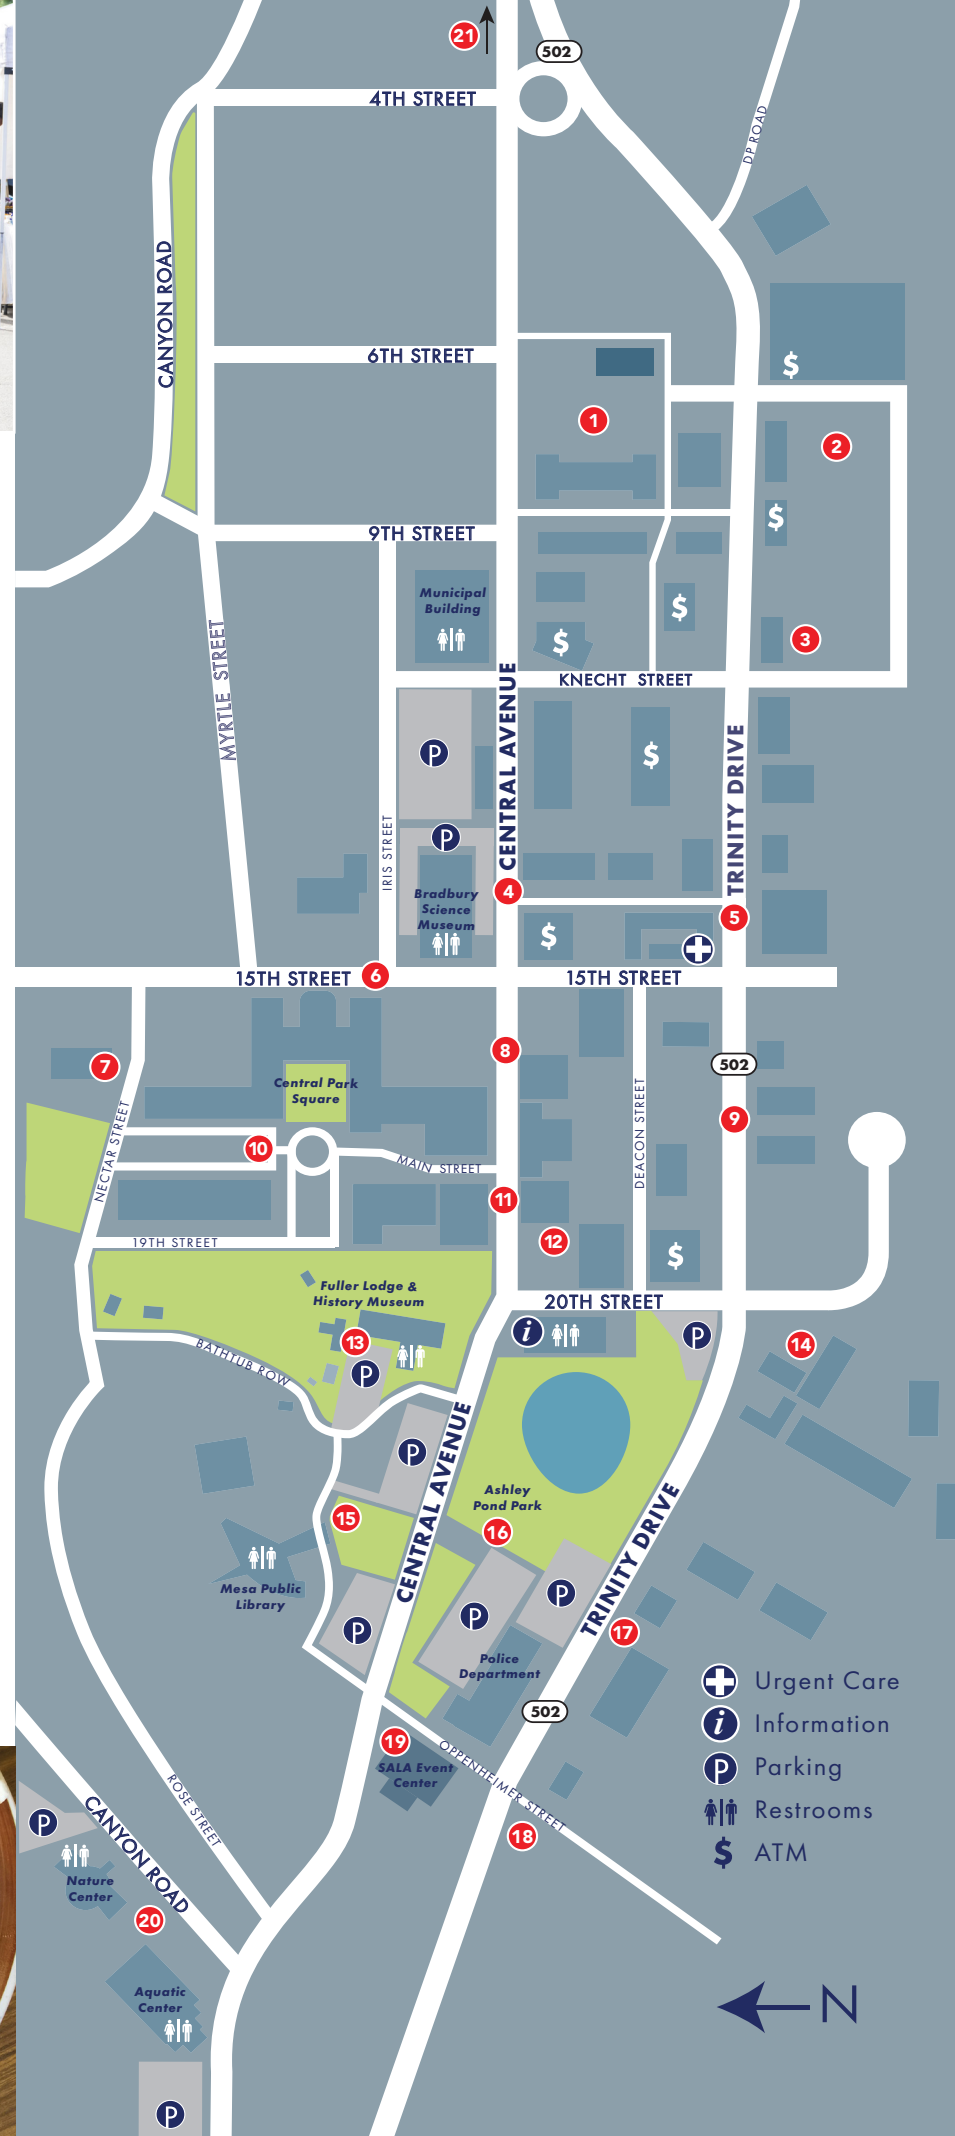 21
502
4TH STREET
DP ROAD
CANYON ROAD
6TH STREET
$
1
2
$
9TH STREET
Municipal
Building
$
$
3
MYRTLE STREET
KNECHT STREET
CENTRAL AVENUE
TRINITY DRIVE
P
$
IRIS STREET
P
Bradbury
Science
Museum
4
5
$
15TH STREET
6
15TH STREET
7
8
502
Central Park
Square
DEACON STREET
9
NECTAR STREET
10
MAIN STREET
11
12
19TH STREET
$
Fuller Lodge &
History Museum
20TH STREET
13
i
P
14
BATHTUB ROW
P
P
CENTRAL AVENUE
Ashley
Pond Park
15
16
TRINITY DRIVE
Mesa Public
Library
P
P
P
17
Police
Department
Urgent Care
502
i Information
19
SALA Event
Center
OPPENHEIMER STREET
P Parking
ROSE STREET
Restrooms
18
$ ATM
CANYON ROAD
P
Nature
Center
20
Aquatic
Center
N
P